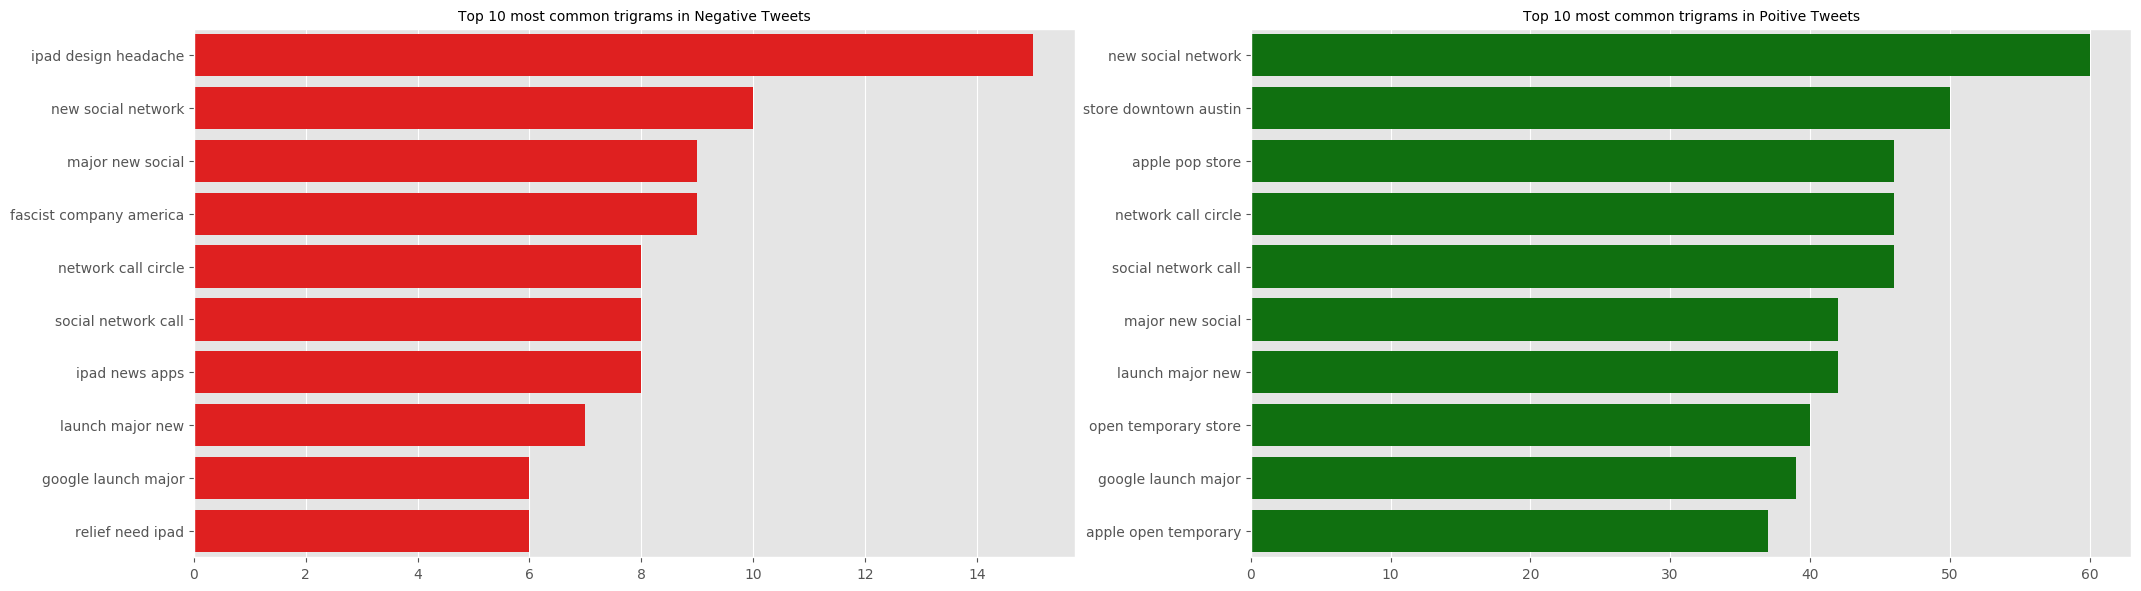 Top 10 most common trigrams in Negative Tweets
ipad design headache
new social network
major new social
fascist company america
network call circle
social network call
ipad news apps
launch major new
google launch major
relief need ipad
0 2 4 6 8 10 12 14
Top 10 most common trigrams in Poitive Tweets
new social network
store downtown austin
apple pop store
network call circle
social network call
major new social
launch major new
open temporary store
google launch major
apple open temporary
0 10 20 30 40 50 60